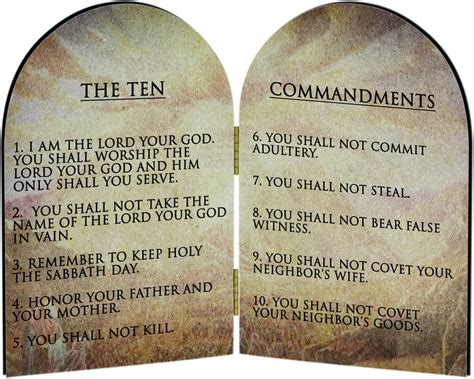 THE TEN
1. I AM THE LORD YOUR GOD.
YOU SHALL WORSHIP THE
LORD YOUR GOD AND HIM
ONLY SHALL YOU SERVE.
2. YOU SHALL NOT TAKE THE
NAME OF THE LORD YOUR GOD
IN VAIN.
3. REMEMBER TO KEEP HOLY
THE SABBATH DAY.
4. HONOR YOUR FATHER AND
YOUR MOTHER.
5. YOU SHALL NOT KILL.
COMMANDMENTS
6. YOU SHALL NOT COMMIT
ADULTERY.
7. YOU SHALL NOT STEAL.
8. YOU SHALL NOT BEAR FALSE
WITNESS.
9. YOU SHALL NOT COVET YOUR
NEIGHBOR'S WIFE.
10. YOU SHALL NOT COVET
YOUR NEIGHBOR'S GOODS.